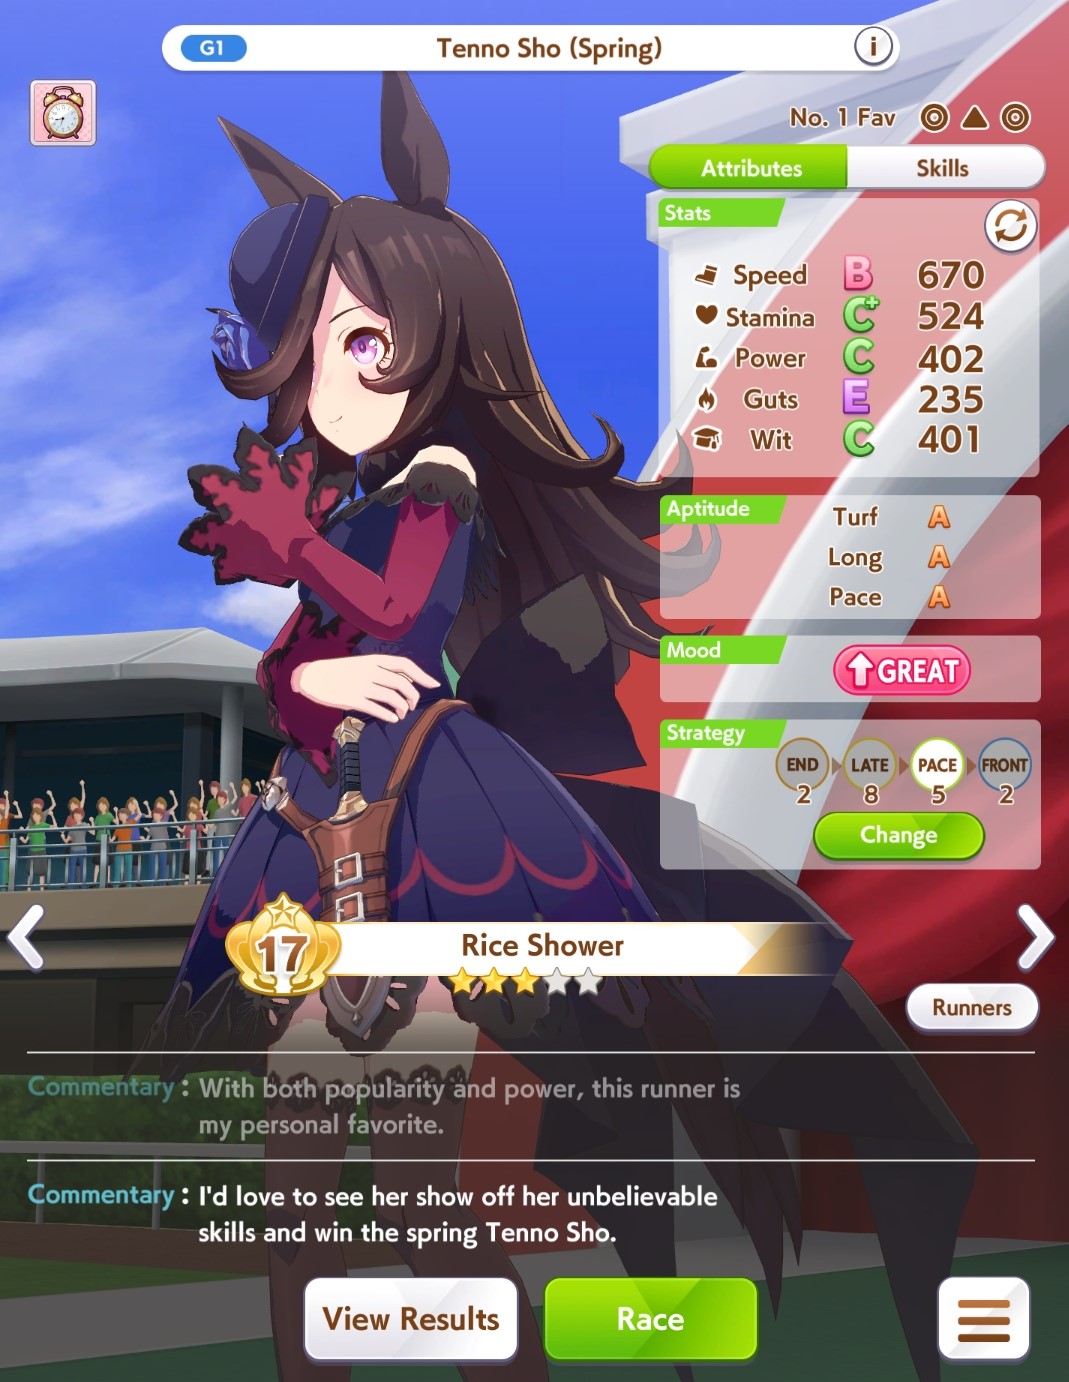 G1
Tenno Sho (Spring)
i
No. 1 Fav
Attributes
Skills
Stats
Speed B 670
Stamina C+ 524
Power C 402
Guts E 235
Wit C 401
Aptitude
Turf A
Long A
Pace A
Mood
GREAT
Strategy
END LATE PACE FRONT
2 8 5 2
Change
17
Rice Shower
Runners
Commentary : With both popularity and power, this runner is
my personal favorite.
Commentary : I'd love to see her show off her unbelievable
skills and win the spring Tenno Sho.
View Results
Race